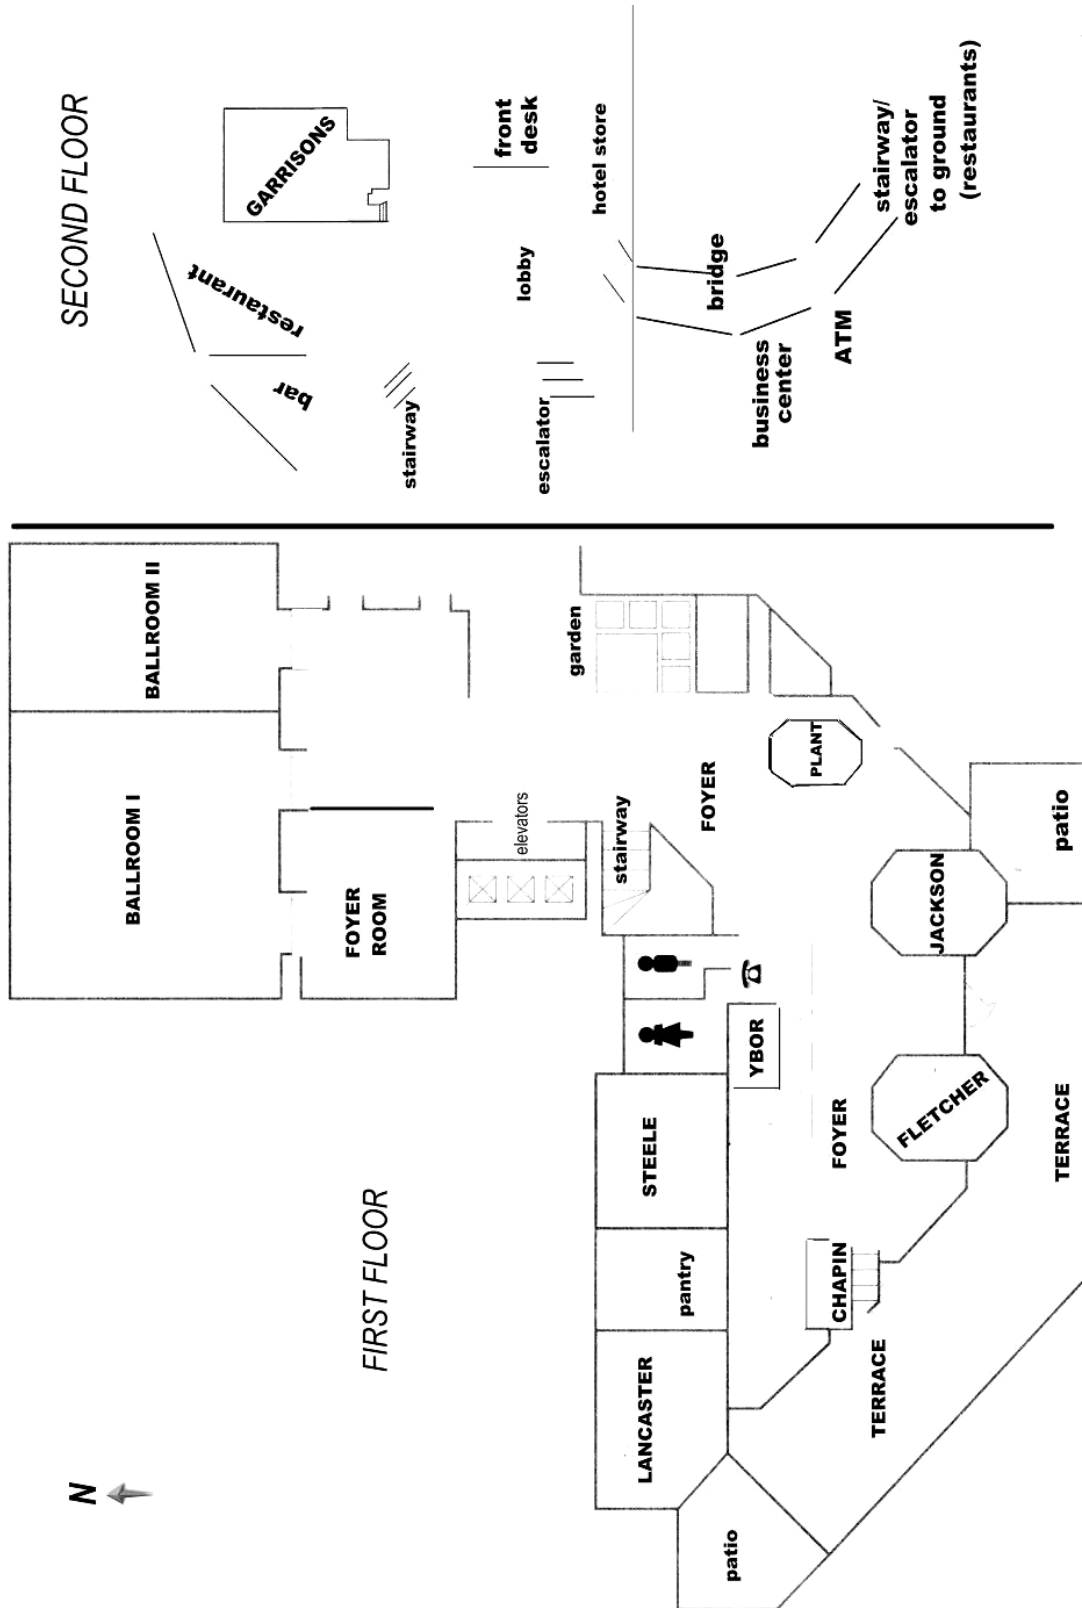 SECOND FLOOR
GARRISONS
restaurant
bar
stairway
escalator
lobby
front
desk
hotel store
bridge
business
center
ATM
stairway/
escalator
to ground
(restaurants)
FIRST FLOOR
N
BALLROOM I
BALLROOM II
FOYER
ROOM
elevators
stairway
garden
FOYER
PLANT
YBOR
STEELE
pantry
LANCASTER
patio
FOYER
CHAPIN
FLETCHER
JACKSON
patio
TERRACE
TERRACE